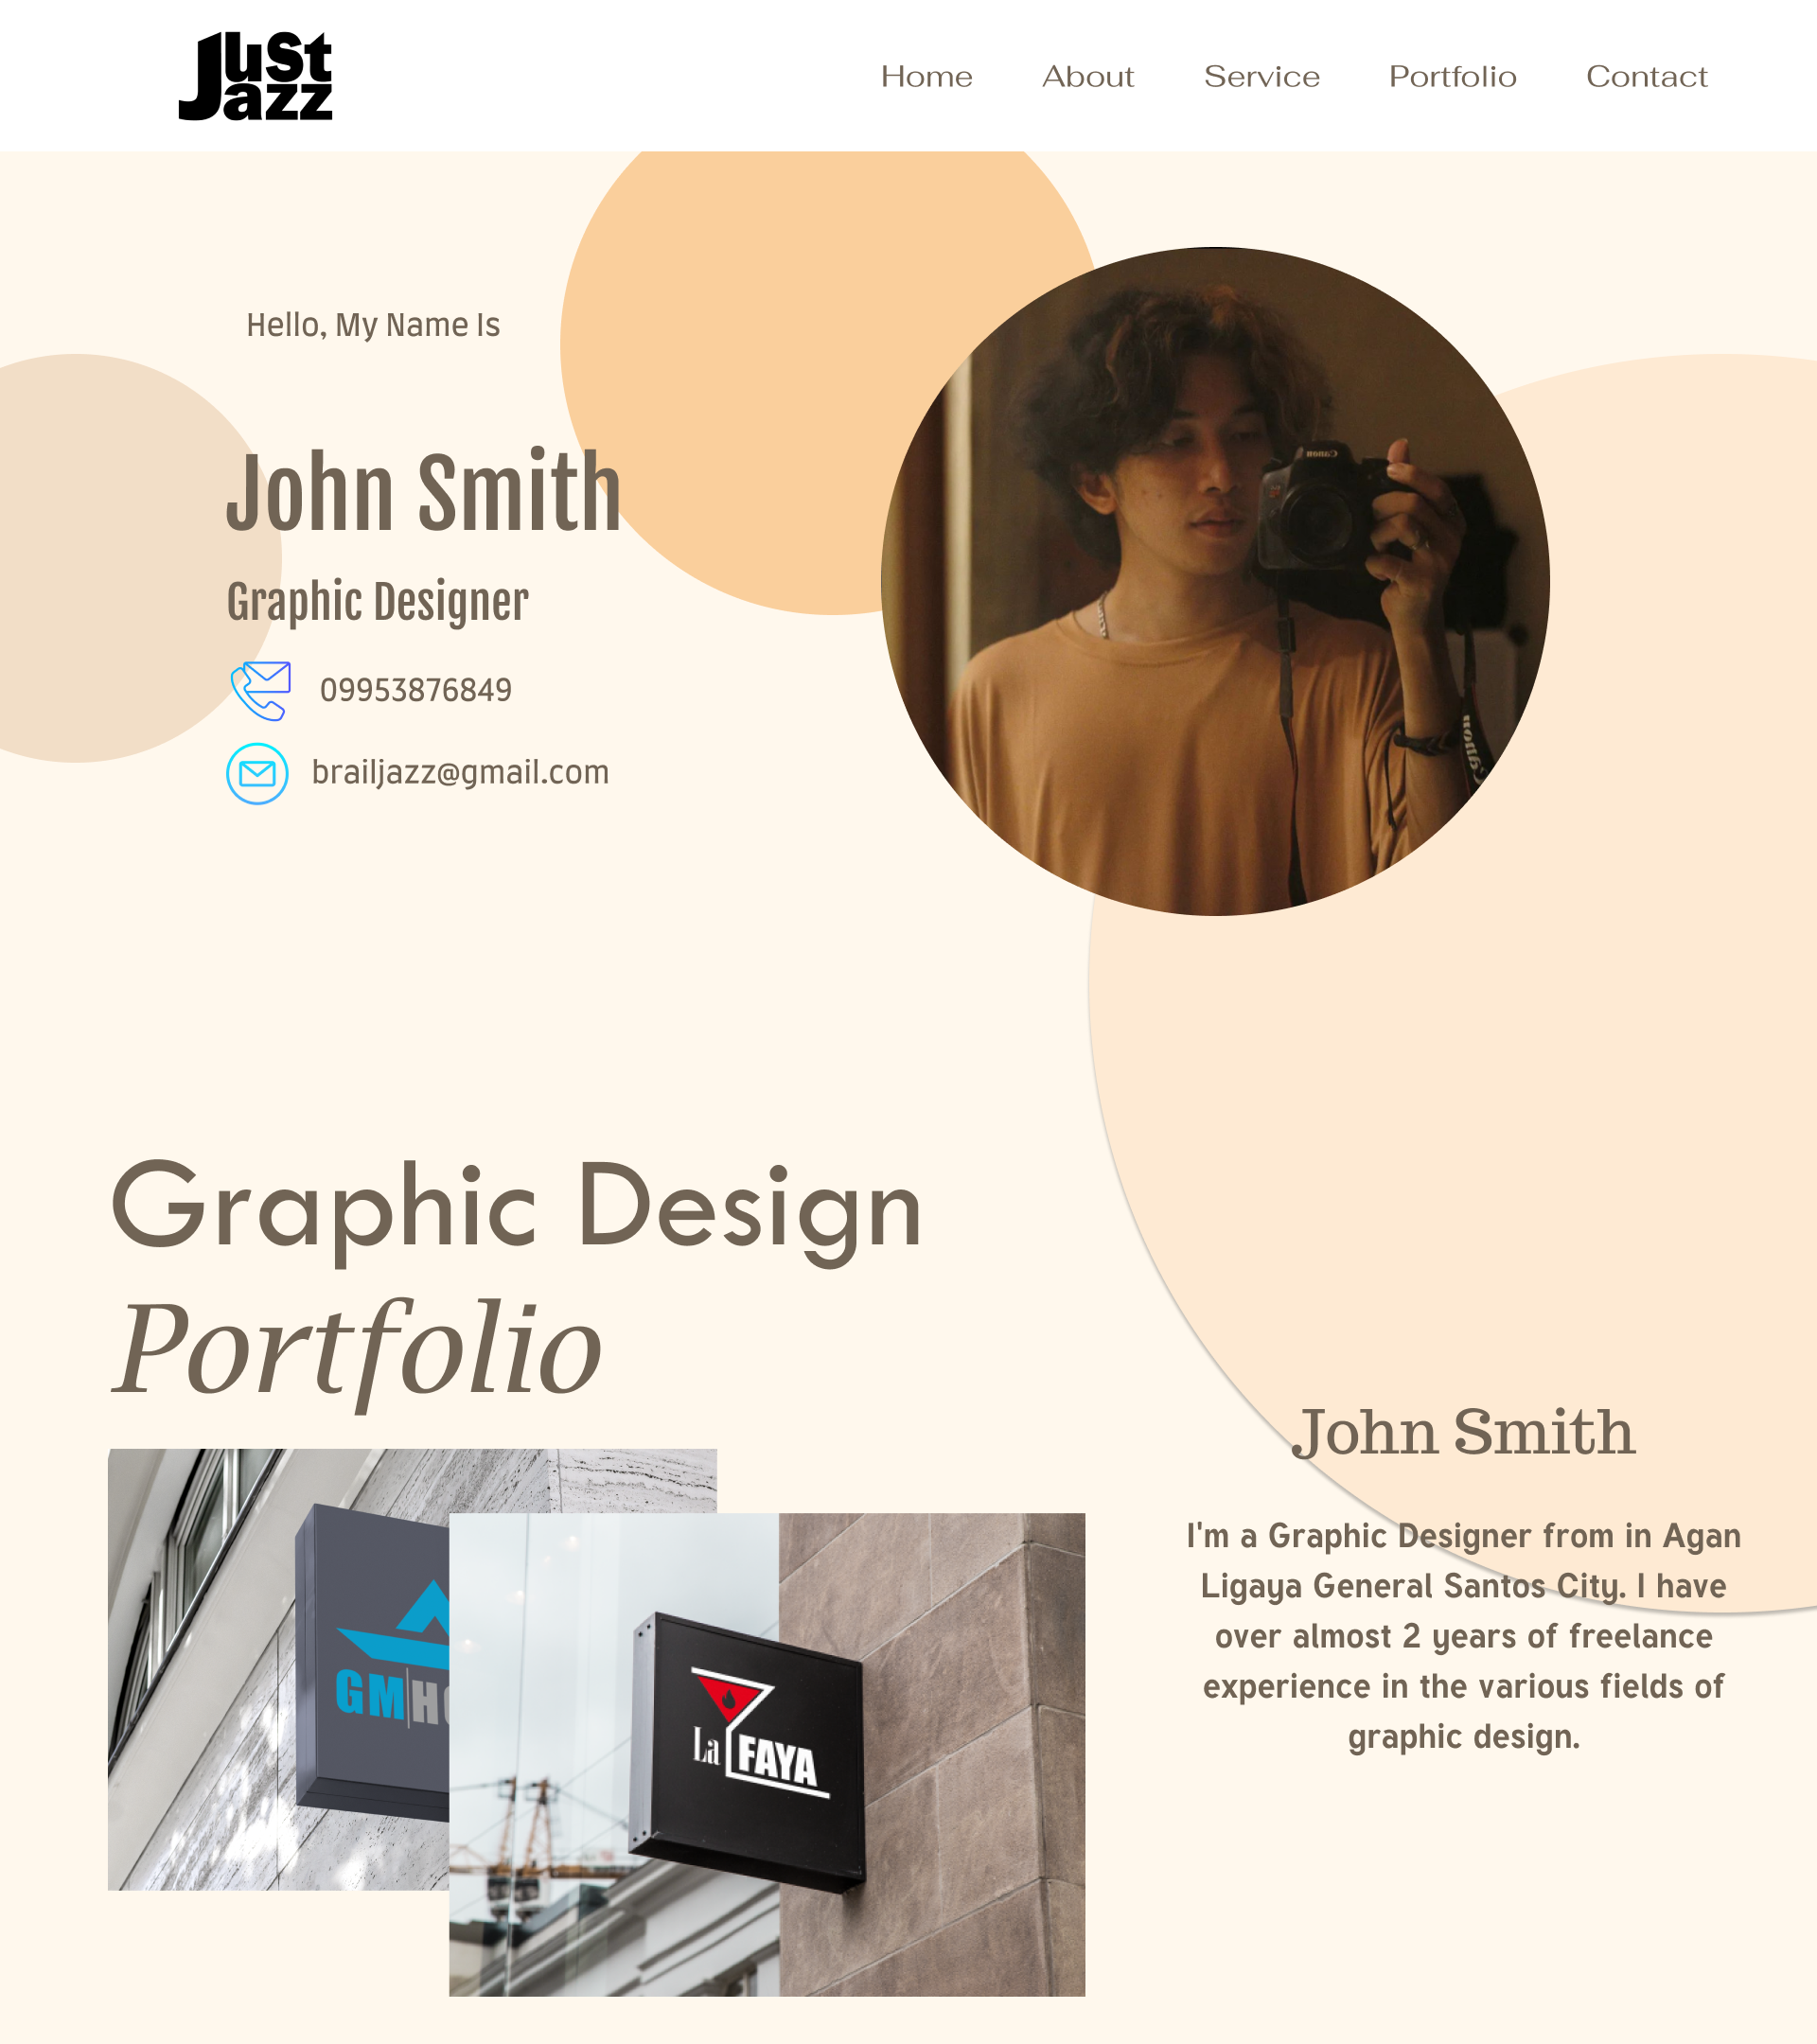 JuSt
Jazz
Home About Service Portfolio Contact
Hello, My Name Is
John Smith
Graphic Designer
09953876849
brailjazz@gmail.com
Canon
Canon
Graphic Design
Portfolio
John Smith
I'm a Graphic Designer from in Agan
Ligaya General Santos City. I have
over almost 2 years of freelance
experience in the various fields of
graphic design.
GM
La FAYA